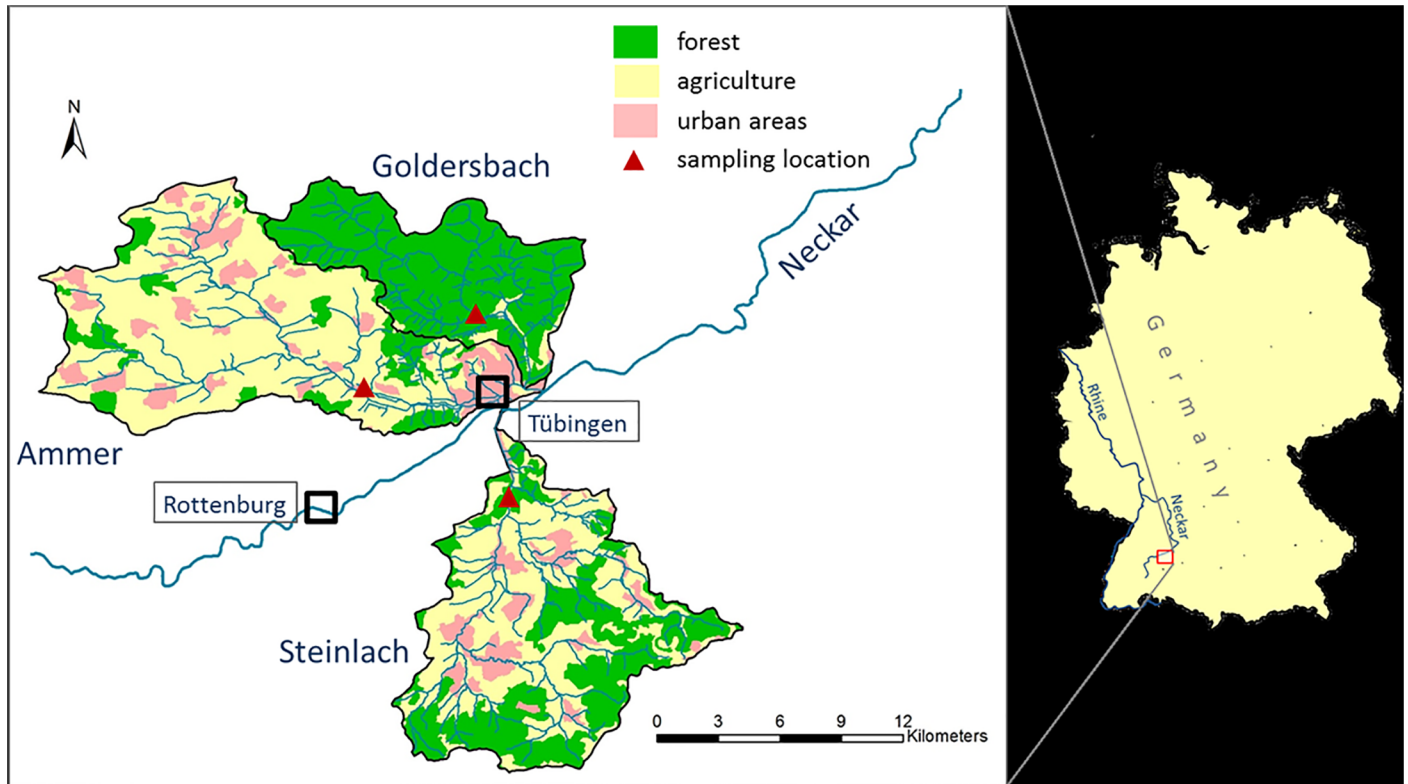 forest
agriculture
urban areas
sampling location
N
Goldersbach
Neckar
Tübingen
Ammer
Rottenburg
Steinlach
0 3 6 9 12
Kilometers
Germany
Rhine
Neckar